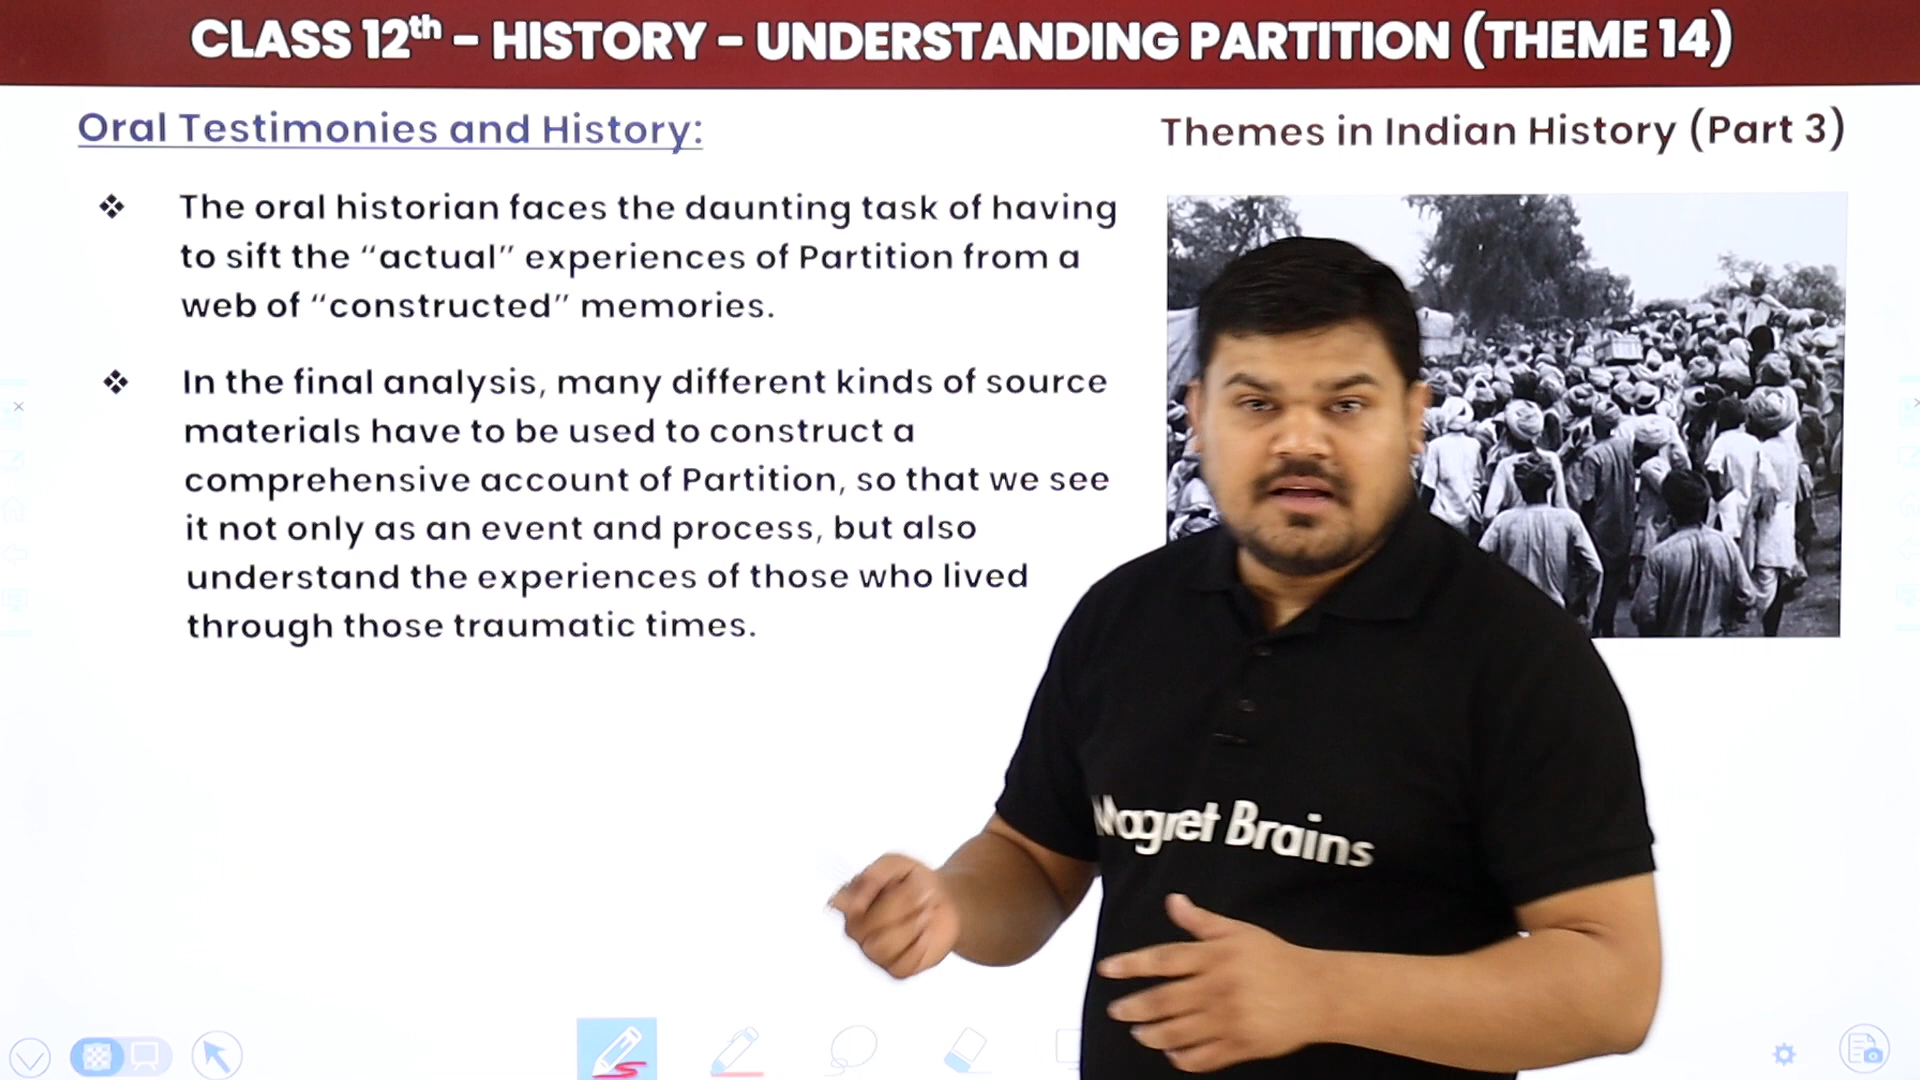 CLASS 12th - HISTORY - UNDERSTANDING PARTITION (THEME 14)
Oral Testimonies and History:
Themes in Indian History (Part 3)
❖ The oral historian faces the daunting task of having
to sift the “actual” experiences of Partition from a
web of “constructed” memories.
❖ In the final analysis, many different kinds of source
materials have to be used to construct a
comprehensive account of Partition, so that we see
it not only as an event and process, but also
understand the experiences of those who lived
through those traumatic times.
Magnet Brains